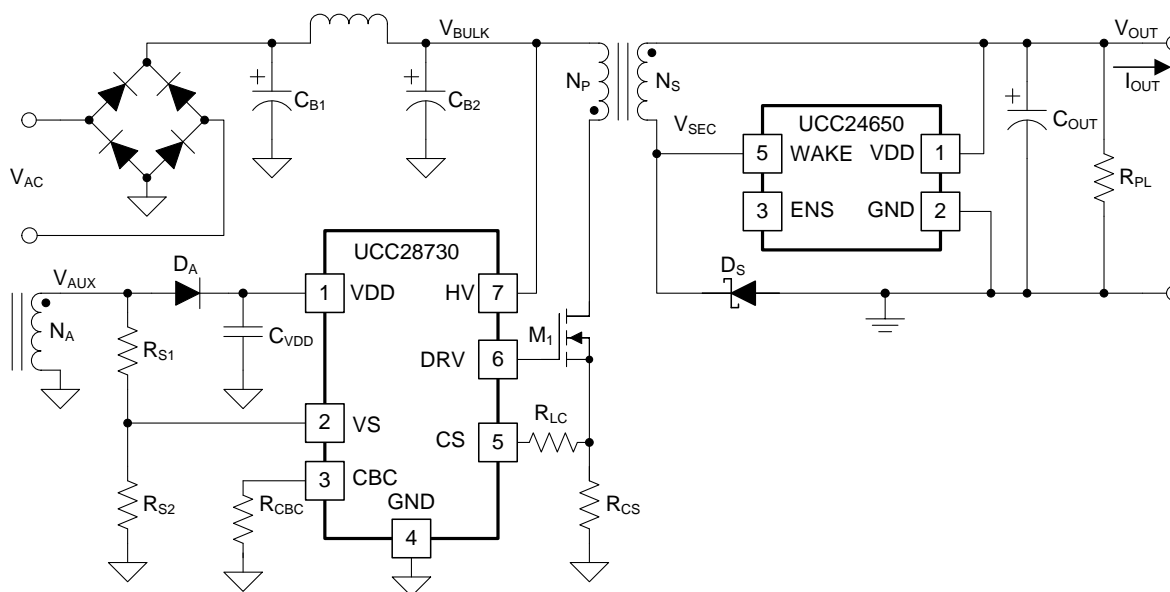 V_BULK
V_OUT
I_OUT
+
C_B1
+
C_B2
N_P
N_S
V_SEC
UCC24650
5 WAKE VDD 1
3 ENS GND 2
+
C_OUT
R_PL
V_AC
D_S
UCC28730
V_AUX
D_A
1 VDD HV 7
N_A
R_S1
C_VDD
M_1
DRV 6
2 VS
CS 5
R_LC
3 CBC
R_S2
R_CBC
GND
4
R_CS